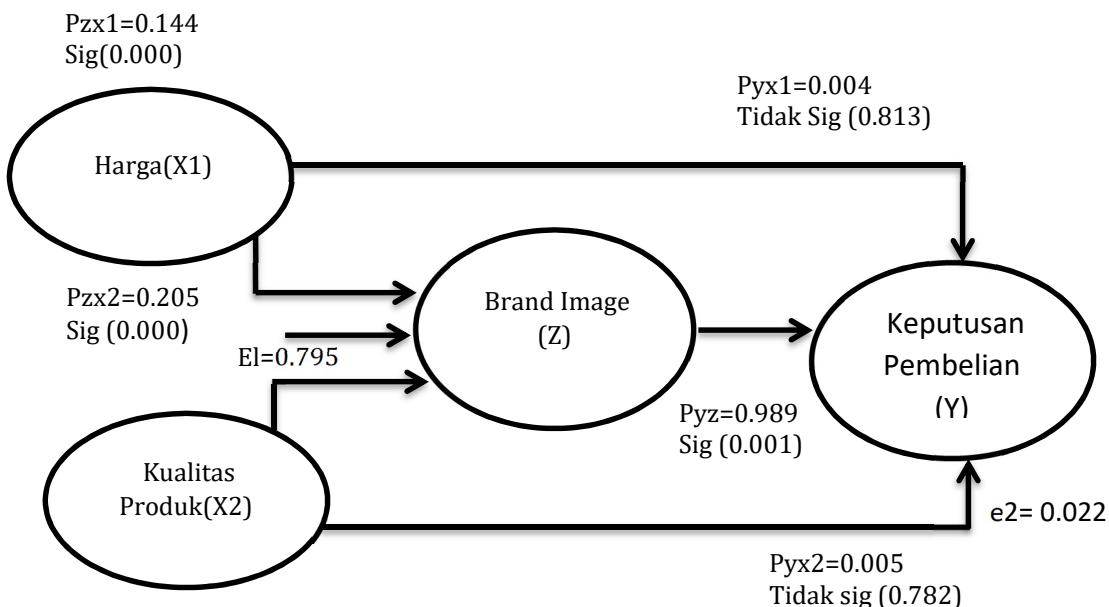 Pzx1=0.144
Sig(0.000)
Harga(X1)
Pyx1=0.004
Tidak Sig (0.813)
Pzx2=0.205
Sig (0.000)
El=0.795
Brand Image
(Z)
Keputusan
Pembelian
(Y)
Pyz=0.989
Sig (0.001)
Kualitas
Produk(X2)
e2= 0.022
Pyx2=0.005
Tidak sig (0.782)